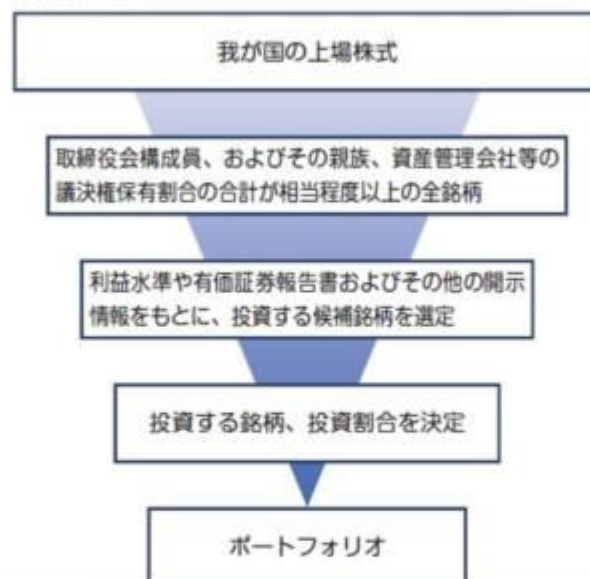 我が国の上場株式
取締役会構成員、およびその親族、資産管理会社等の
議決権保有割合の合計が相当程度以上の全銘柄
利益水準や有価証券報告書およびその他の開示
情報をもとに、投資する候補銘柄を選定
投資する銘柄、投資割合を決定
ポートフォリオ